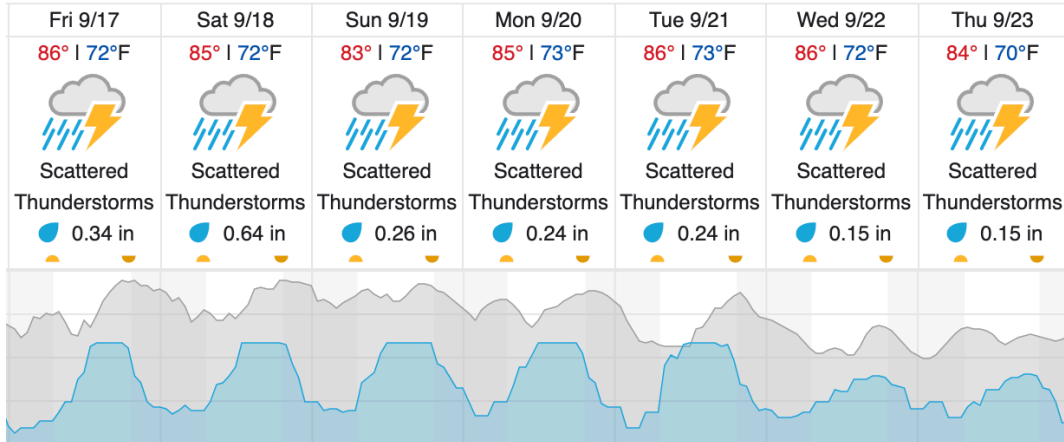 Fri 9/17 Sat 9/18 Sun 9/19 Mon 9/20 Tue 9/21 Wed 9/22 Thu 9/23
86° | 72°F 85° | 72°F 83° | 72°F 85° | 73°F 86° | 73°F 86° | 72°F 84° | 70°F
Scattered Scattered Scattered Scattered Scattered Scattered Scattered
Thunderstorms Thunderstorms Thunderstorms Thunderstorms Thunderstorms Thunderstorms Thunderstorms
0.34 in 0.64 in 0.26 in 0.24 in 0.24 in 0.15 in 0.15 in